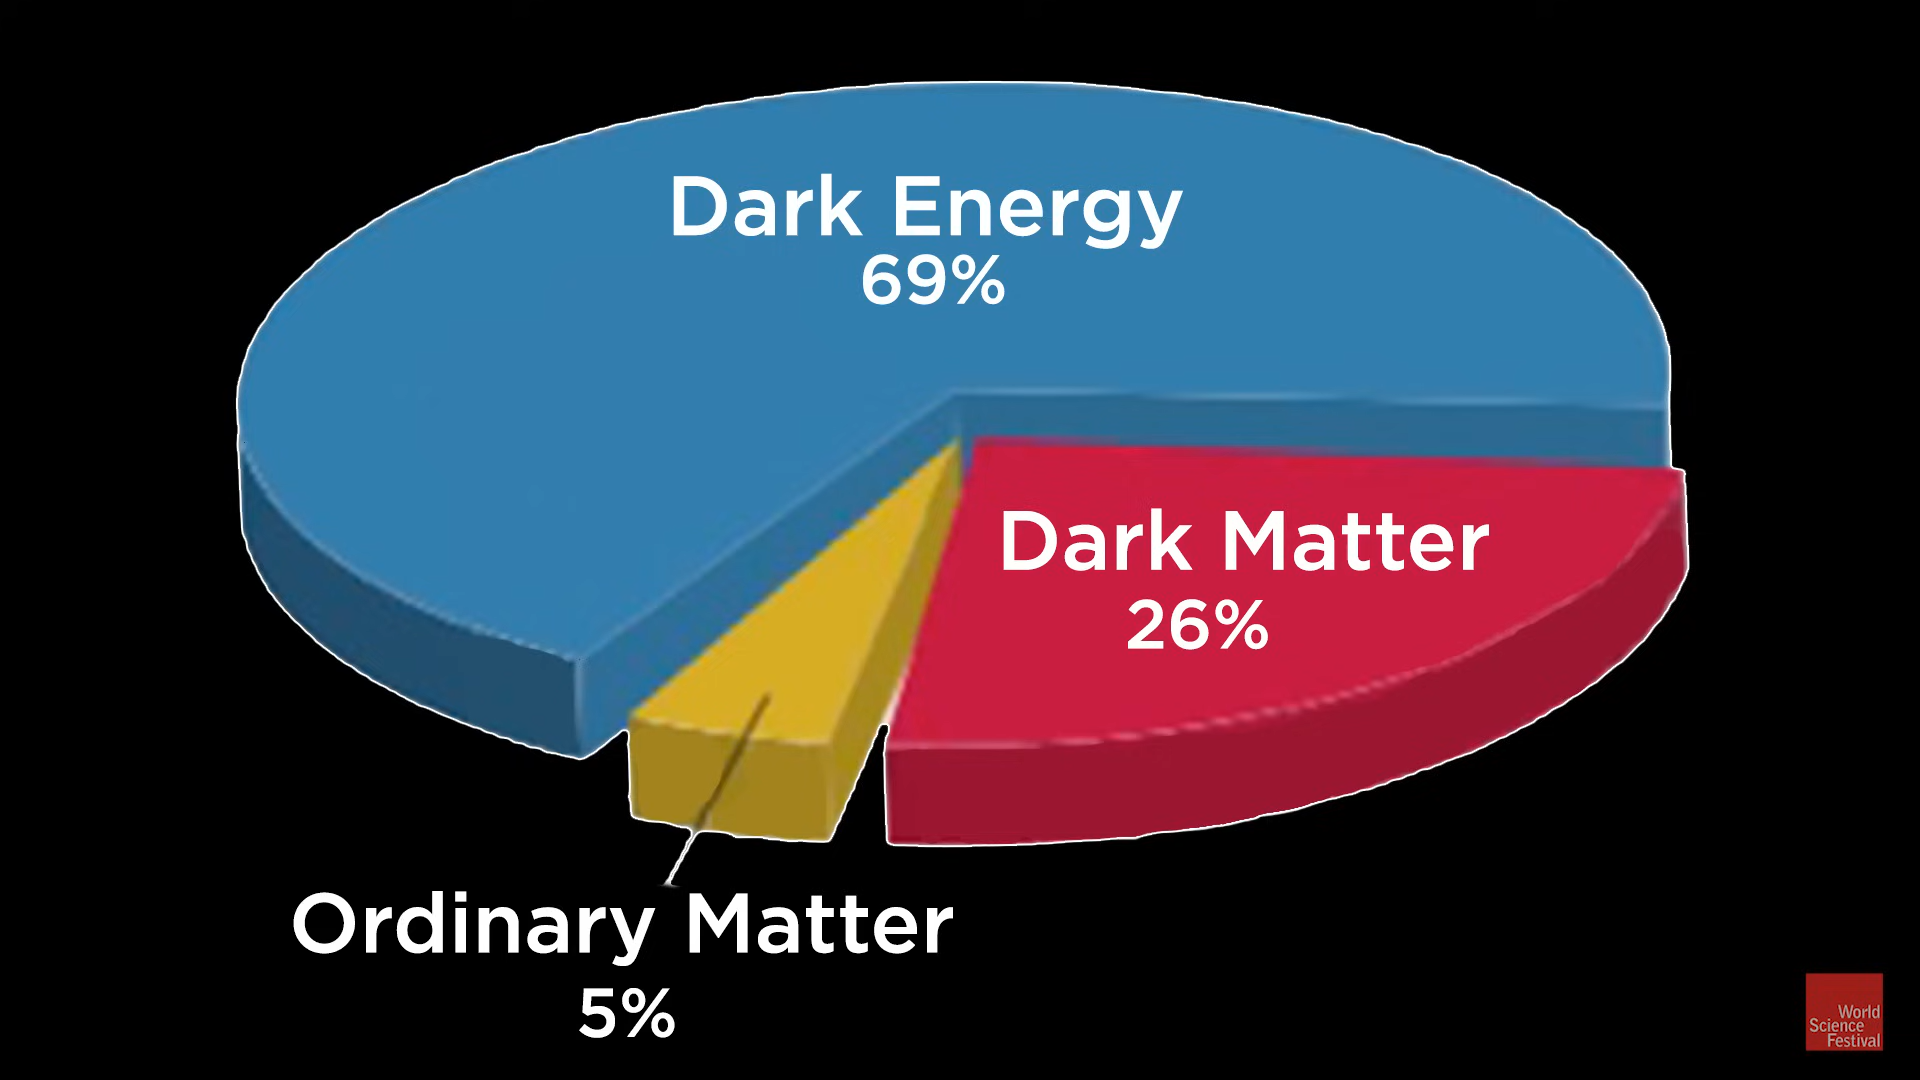 Dark Energy
69%
Dark Matter
26%
Ordinary Matter
5%
World
Science
Festival